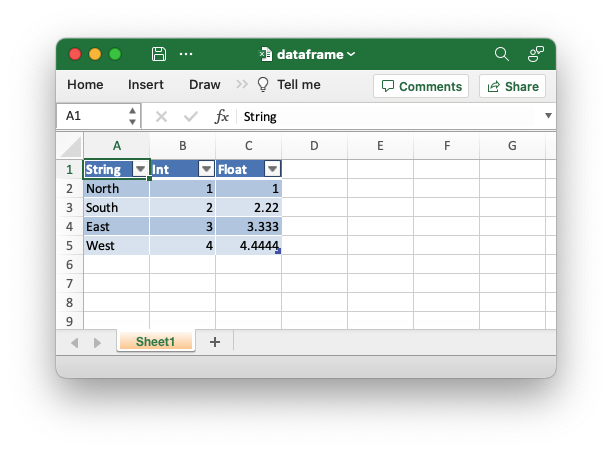 dataframe
Home Insert Draw Tell me Comments Share
A1 fx String
A B C D E F G
1 String Int Float
2 North 1 1
3 South 2 2.22
4 East 3 3.333
5 West 4 4.4444
6
7
8
9
Sheet1 +